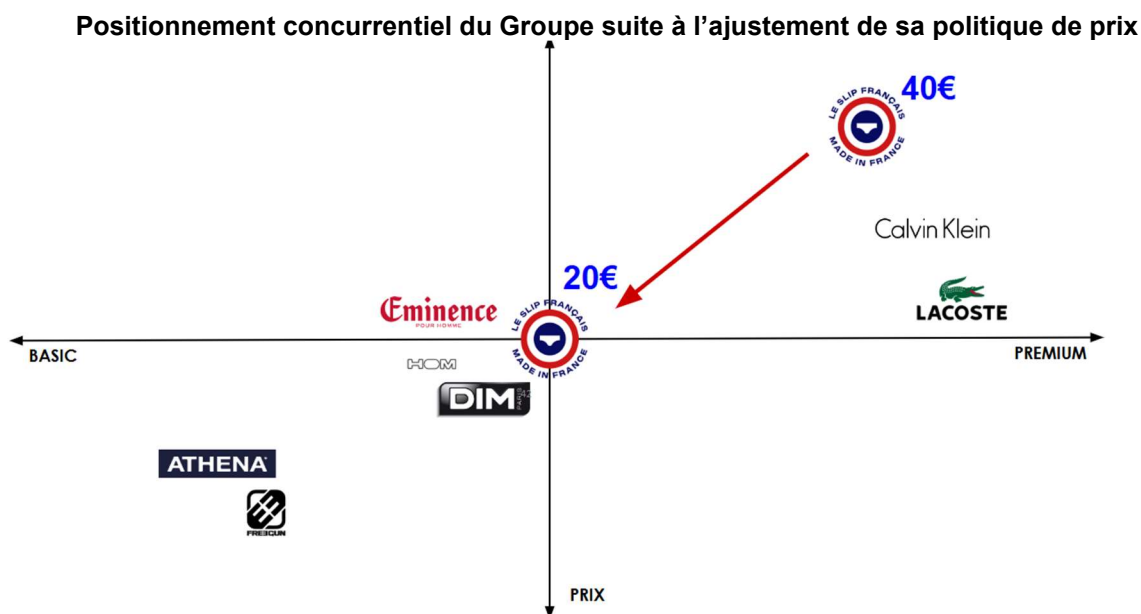 Positionnement concurrentiel du Groupe suite à l’ajustement de sa politique de prix
LE SLIP FRANÇAIS
MADE IN FRANCE
40€
Calvin Klein
LACOSTE
20€
LE SLIP FRANÇAIS
MADE IN FRANCE
Eminence
POUR HOMME
BASIC
PREMIUM
HOM
DIM
PARIS
ATHENA
FREEGUN
PRIX